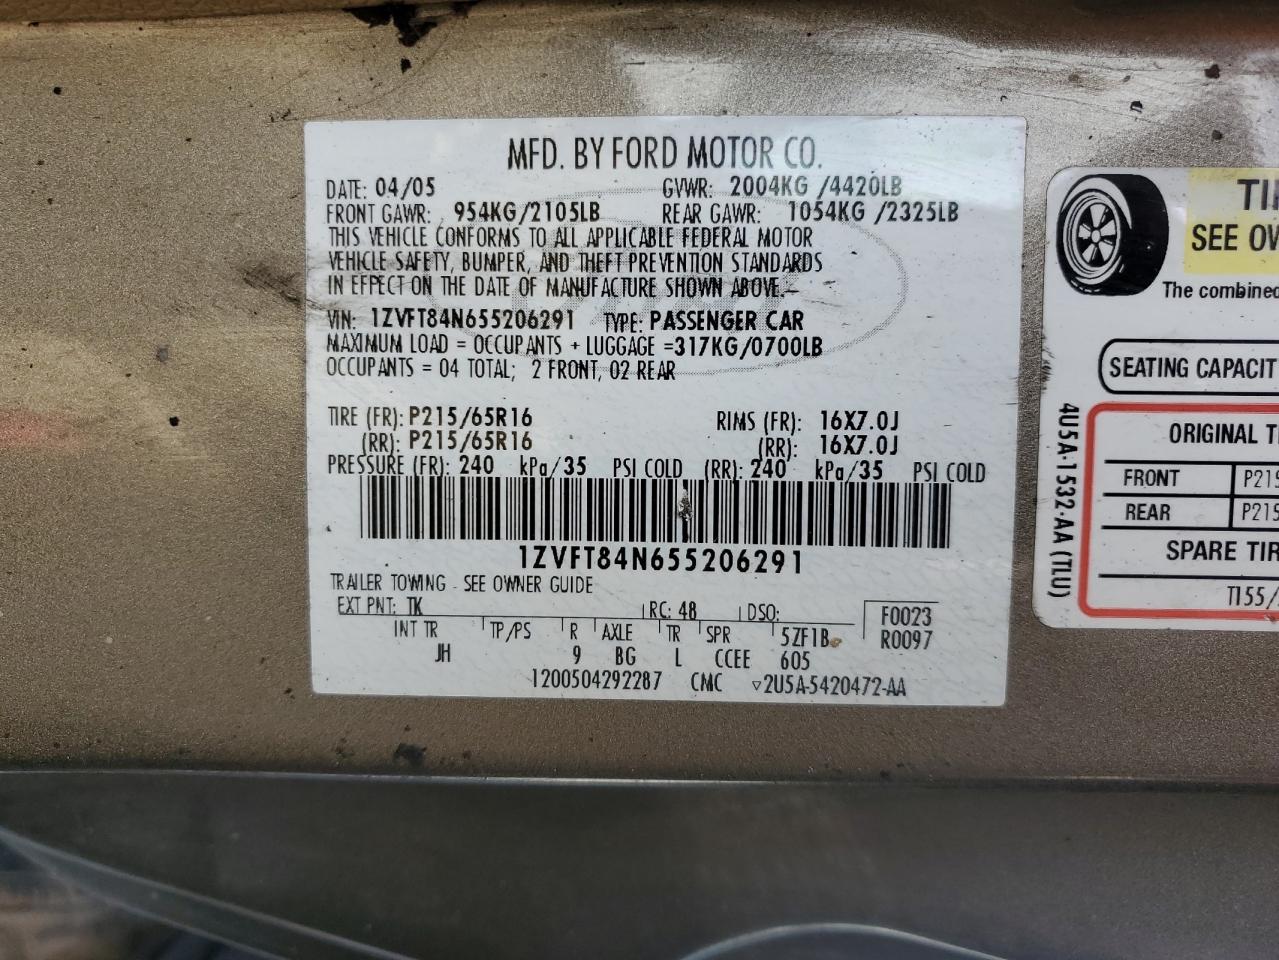 MFD. BY FORD MOTOR CO.
DATE: 04/05 GVWR: 2004KG /4420LB
FRONT GAWR: 954KG/2105LB REAR GAWR: 1054KG /2325LB
THIS VEHICLE CONFORMS TO ALL APPLICABLE FEDERAL MOTOR
VEHICLE SAFETY, BUMPER, AND THEFT PREVENTION STANDARDS
IN EFFECT ON THE DATE OF MANUFACTURE SHOWN ABOVE.
VIN: 1ZVFT84N655206291 TYPE: PASSENGER CAR
MAXIMUM LOAD = OCCUPANTS + LUGGAGE =317KG/0700LB
OCCUPANTS = 04 TOTAL; 2 FRONT, 02 REAR
TIRE (FR): P215/65R16 RIMS (FR): 16X7.0J
(RR): P215/65R16 (RR): 16X7.0J
PRESSURE (FR): 240 kPa/35 PSI COLD (RR): 240 kPa/35 PSI COLD
1ZVFT84N655206291
TRAILER TOWING - SEE OWNER GUIDE
EXT PNT: TK RC: 48 DSO: F0023
INT TR TP/PS R AXLE TR SPR 5ZF1B R0097
JH 9 BG L CCEE 605
1200504292287 CMC ▽2U5A-5420472-AA
TI
SEE OW
The combined
SEATING CAPACIT
4U5A-1532-AA (TLU)
ORIGINAL T
FRONT P215
REAR P215
SPARE TIR
T155/